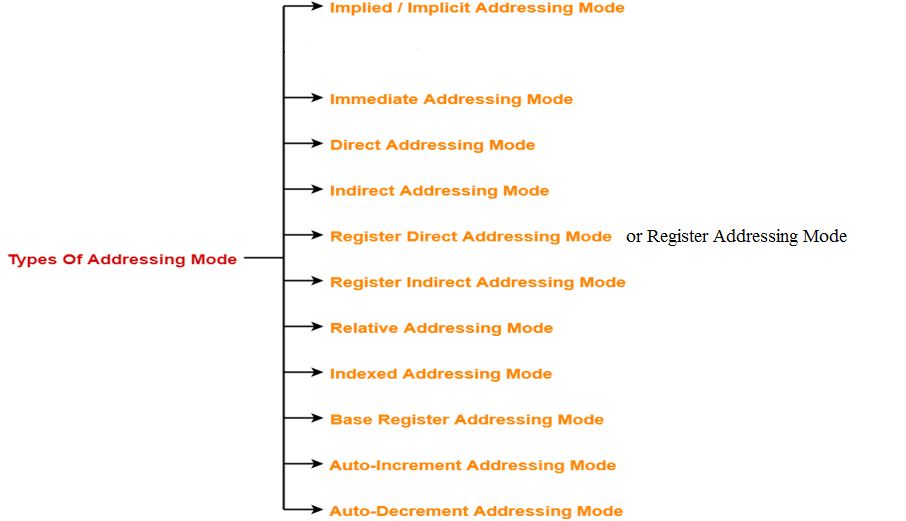 Implied / Implicit Addressing Mode
Immediate Addressing Mode
Direct Addressing Mode
Indirect Addressing Mode
Register Direct Addressing Mode or Register Addressing Mode
Types Of Addressing Mode
Register Indirect Addressing Mode
Relative Addressing Mode
Indexed Addressing Mode
Base Register Addressing Mode
Auto-Increment Addressing Mode
Auto-Decrement Addressing Mode